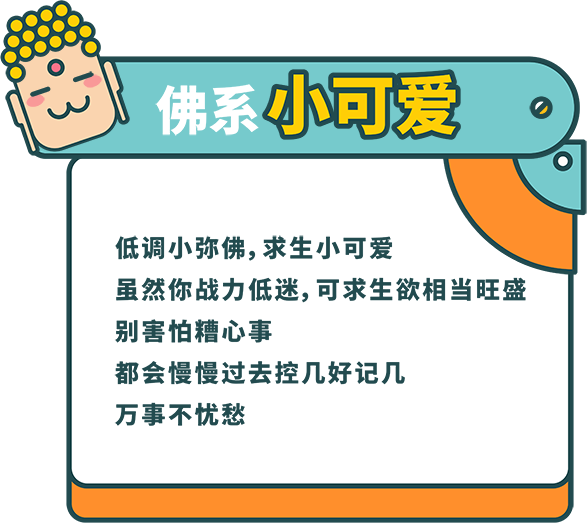 佛系小可爱
低调小弥佛，求生小可爱
虽然你战力低迷，可求生欲相当旺盛
别害怕糟心事
都会慢慢过去控几好记几
万事不忧愁